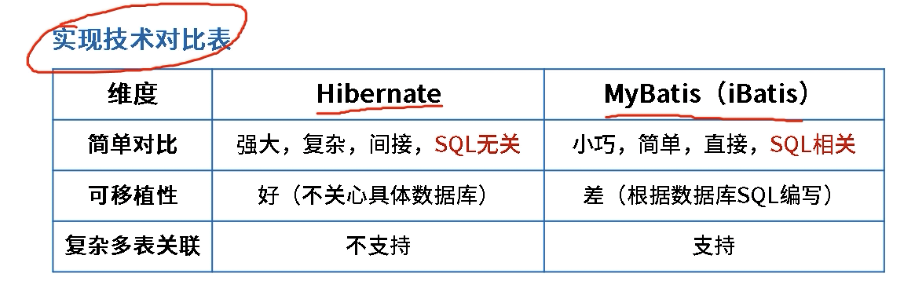 实现技术对比表
维度 Hibernate MyBatis（iBatis）
简单对比 强大，复杂，间接，SQL无关 小巧，简单，直接，SQL相关
可移植性 好（不关心具体数据库） 差（根据数据库SQL编写）
复杂多表关联 不支持 支持